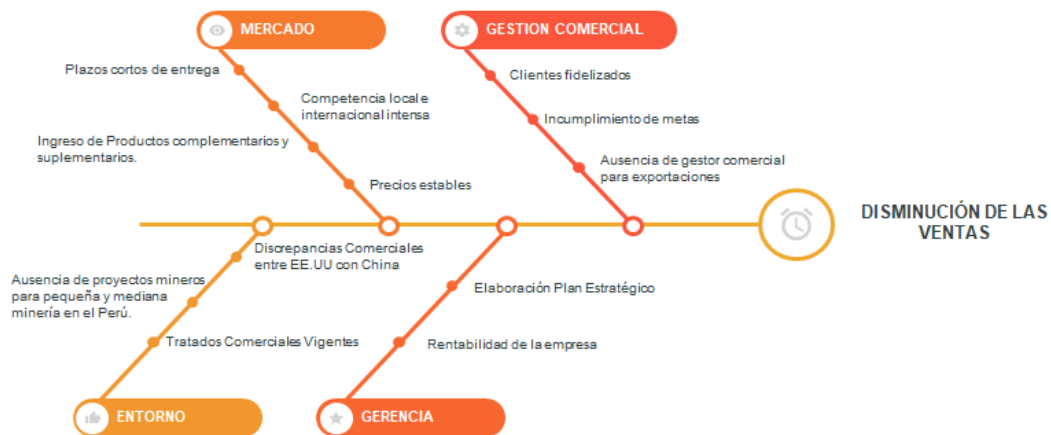 MERCADO
GESTION COMERCIAL
Plazos cortos de entrega
Clientes fidelizados
Competencia local e
internacional intensa
Incumplimiento de metas
Ingreso de Productos complementarios y
suplementarios.
Ausencia de gestor comercial
para exportaciones
Precios estables
DISMINUCIÓN DE LAS
VENTAS
Discrepancias Comerciales
entre EE.UU con China
Ausencia de proyectos mineros
para pequeña y mediana
minería en el Perú.
Elaboración Plan Estratégico
Tratados Comerciales Vigentes
Rentabilidad de la empresa
ENTORNO
GERENCIA